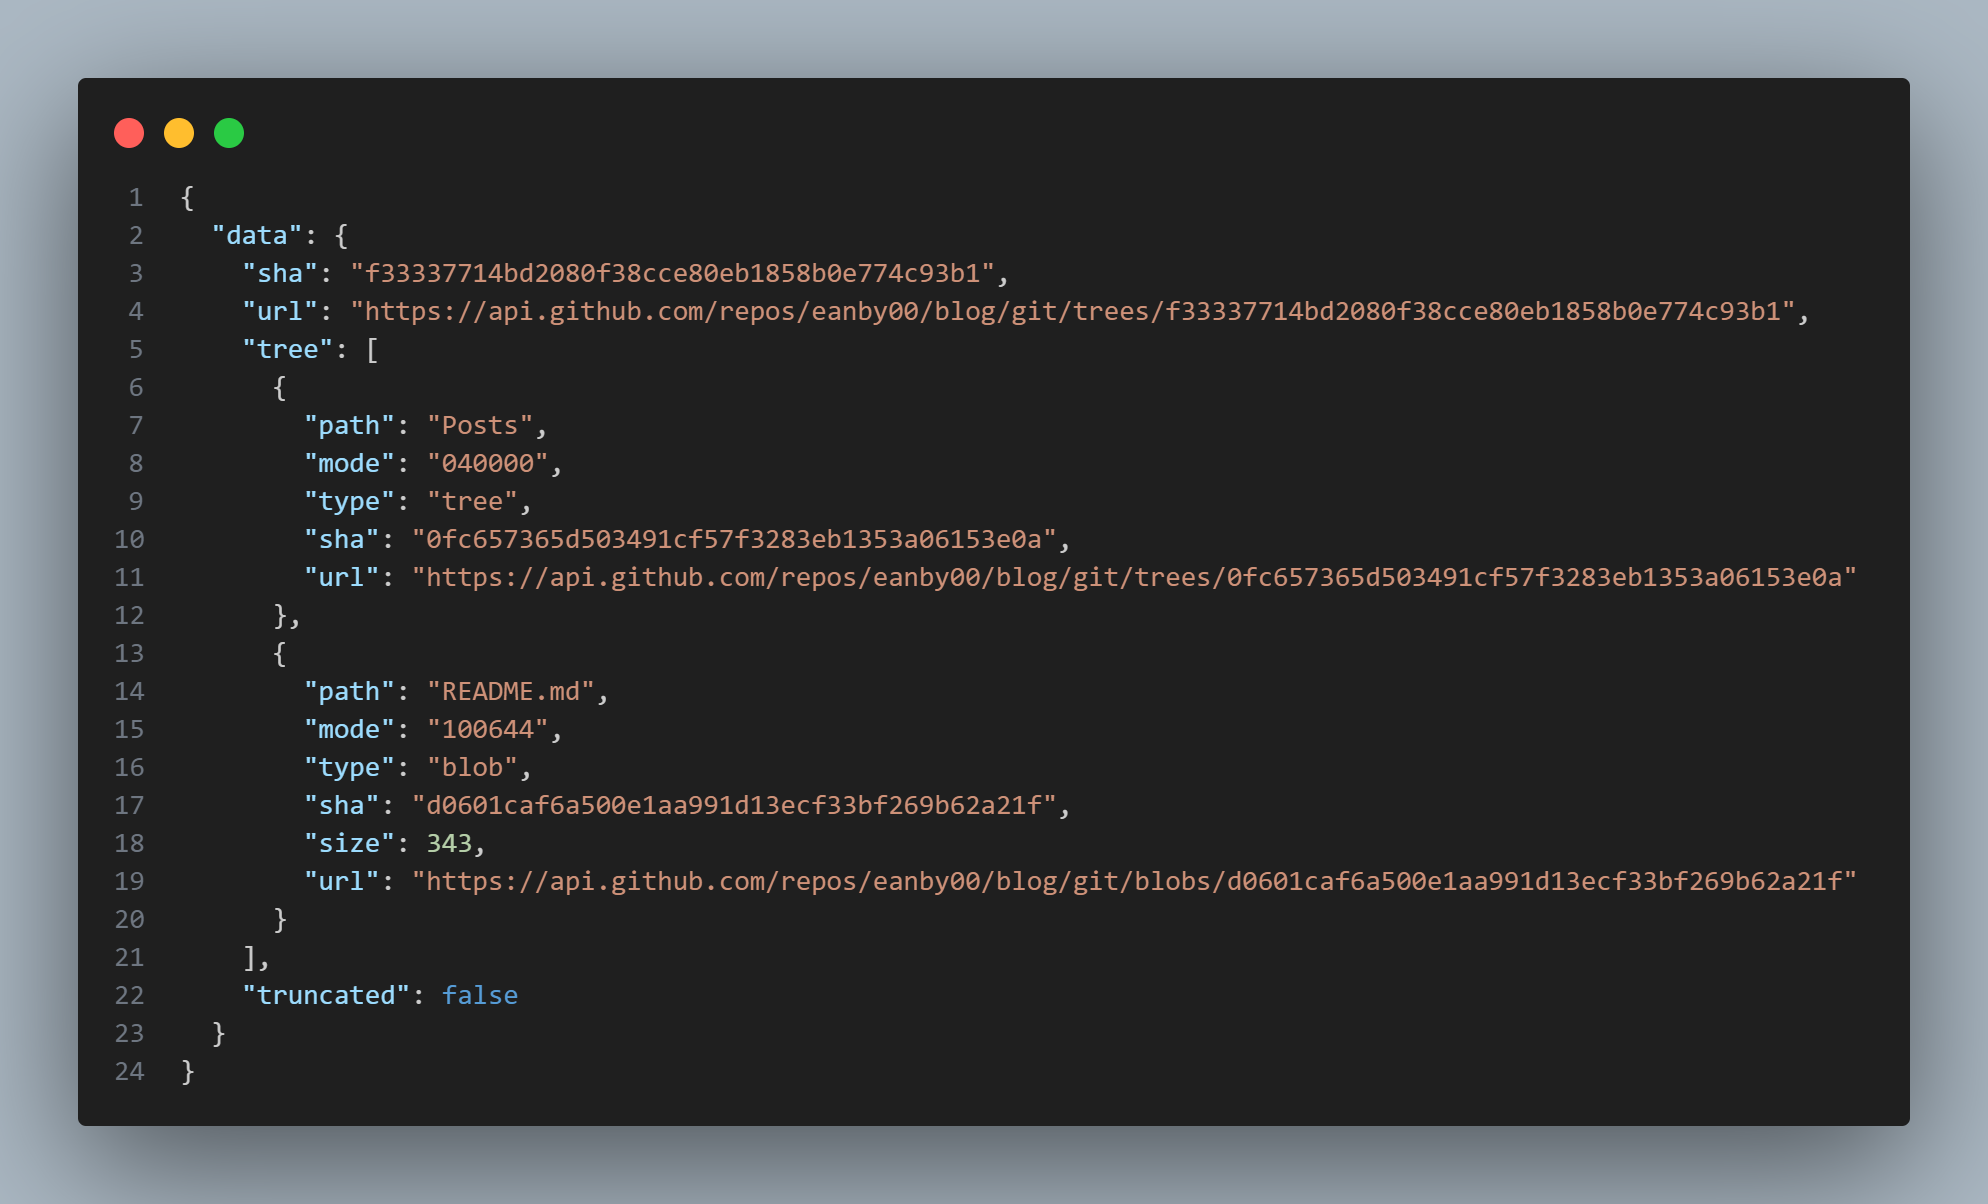 1 {
2   "data": {
3     "sha": "f33337714bd2080f38cce80eb1858b0e774c93b1",
4     "url": "https://api.github.com/repos/eanby00/blog/git/trees/f33337714bd2080f38cce80eb1858b0e774c93b1",
5     "tree": [
6       {
7         "path": "Posts",
8         "mode": "040000",
9         "type": "tree",
10         "sha": "0fc657365d503491cf57f3283eb1353a06153e0a",
11         "url": "https://api.github.com/repos/eanby00/blog/git/trees/0fc657365d503491cf57f3283eb1353a06153e0a"
12       },
13       {
14         "path": "README.md",
15         "mode": "100644",
16         "type": "blob",
17         "sha": "d0601caf6a500e1aa991d13ecf33bf269b62a21f",
18         "size": 343,
19         "url": "https://api.github.com/repos/eanby00/blog/git/blobs/d0601caf6a500e1aa991d13ecf33bf269b62a21f"
20       }
21     ],
22     "truncated": false
23   }
24 }